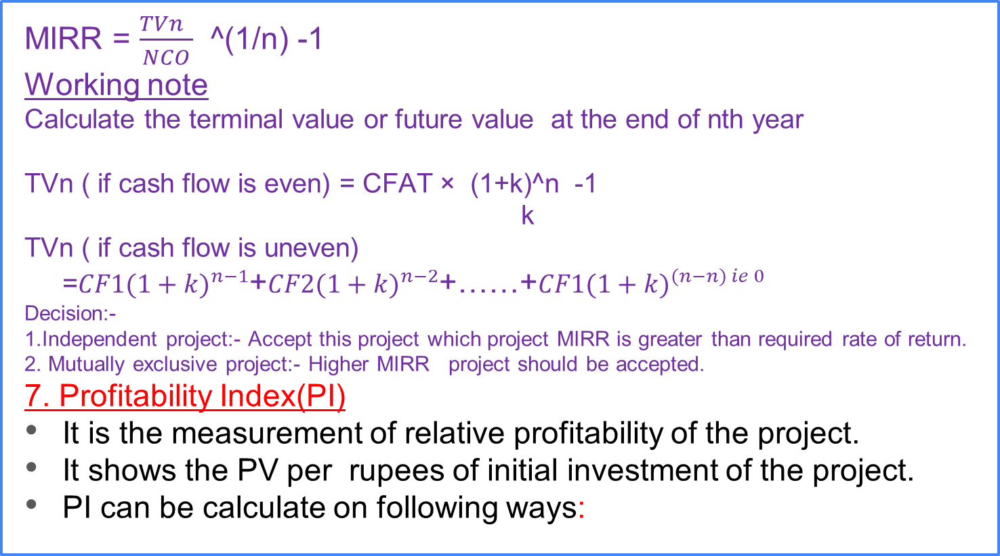 MIRR = TVn/NCO ^(1/n) -1
Working note
Calculate the terminal value or future value at the end of nth year
TVn ( if cash flow is even) = CFAT × (1+k)^n -1
k
TVn ( if cash flow is uneven)
=CF1(1 + k)^{n−1}+CF2(1 + k)^{n−2}+……+CF1(1 + k)^{(n−n) ie 0}
Decision:-
1.Independent project:- Accept this project which project MIRR is greater than required rate of return.
2. Mutually exclusive project:- Higher MIRR project should be accepted.
7. Profitability Index(PI)
• It is the measurement of relative profitability of the project.
• It shows the PV per rupees of initial investment of the project.
• PI can be calculate on following ways: